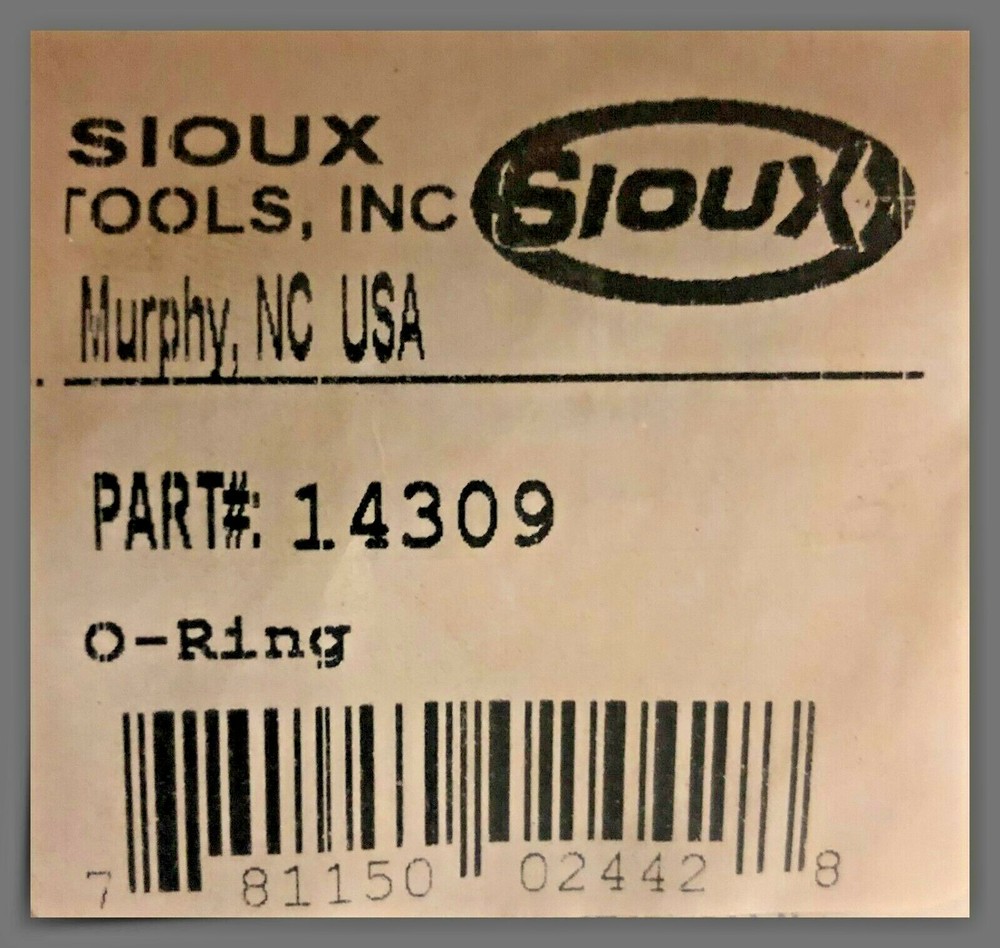 SIOUX
TOOLS, INC
SIOUX
Murphy, NC USA
PART#: 14309
O-Ring
7 81150 02442 8